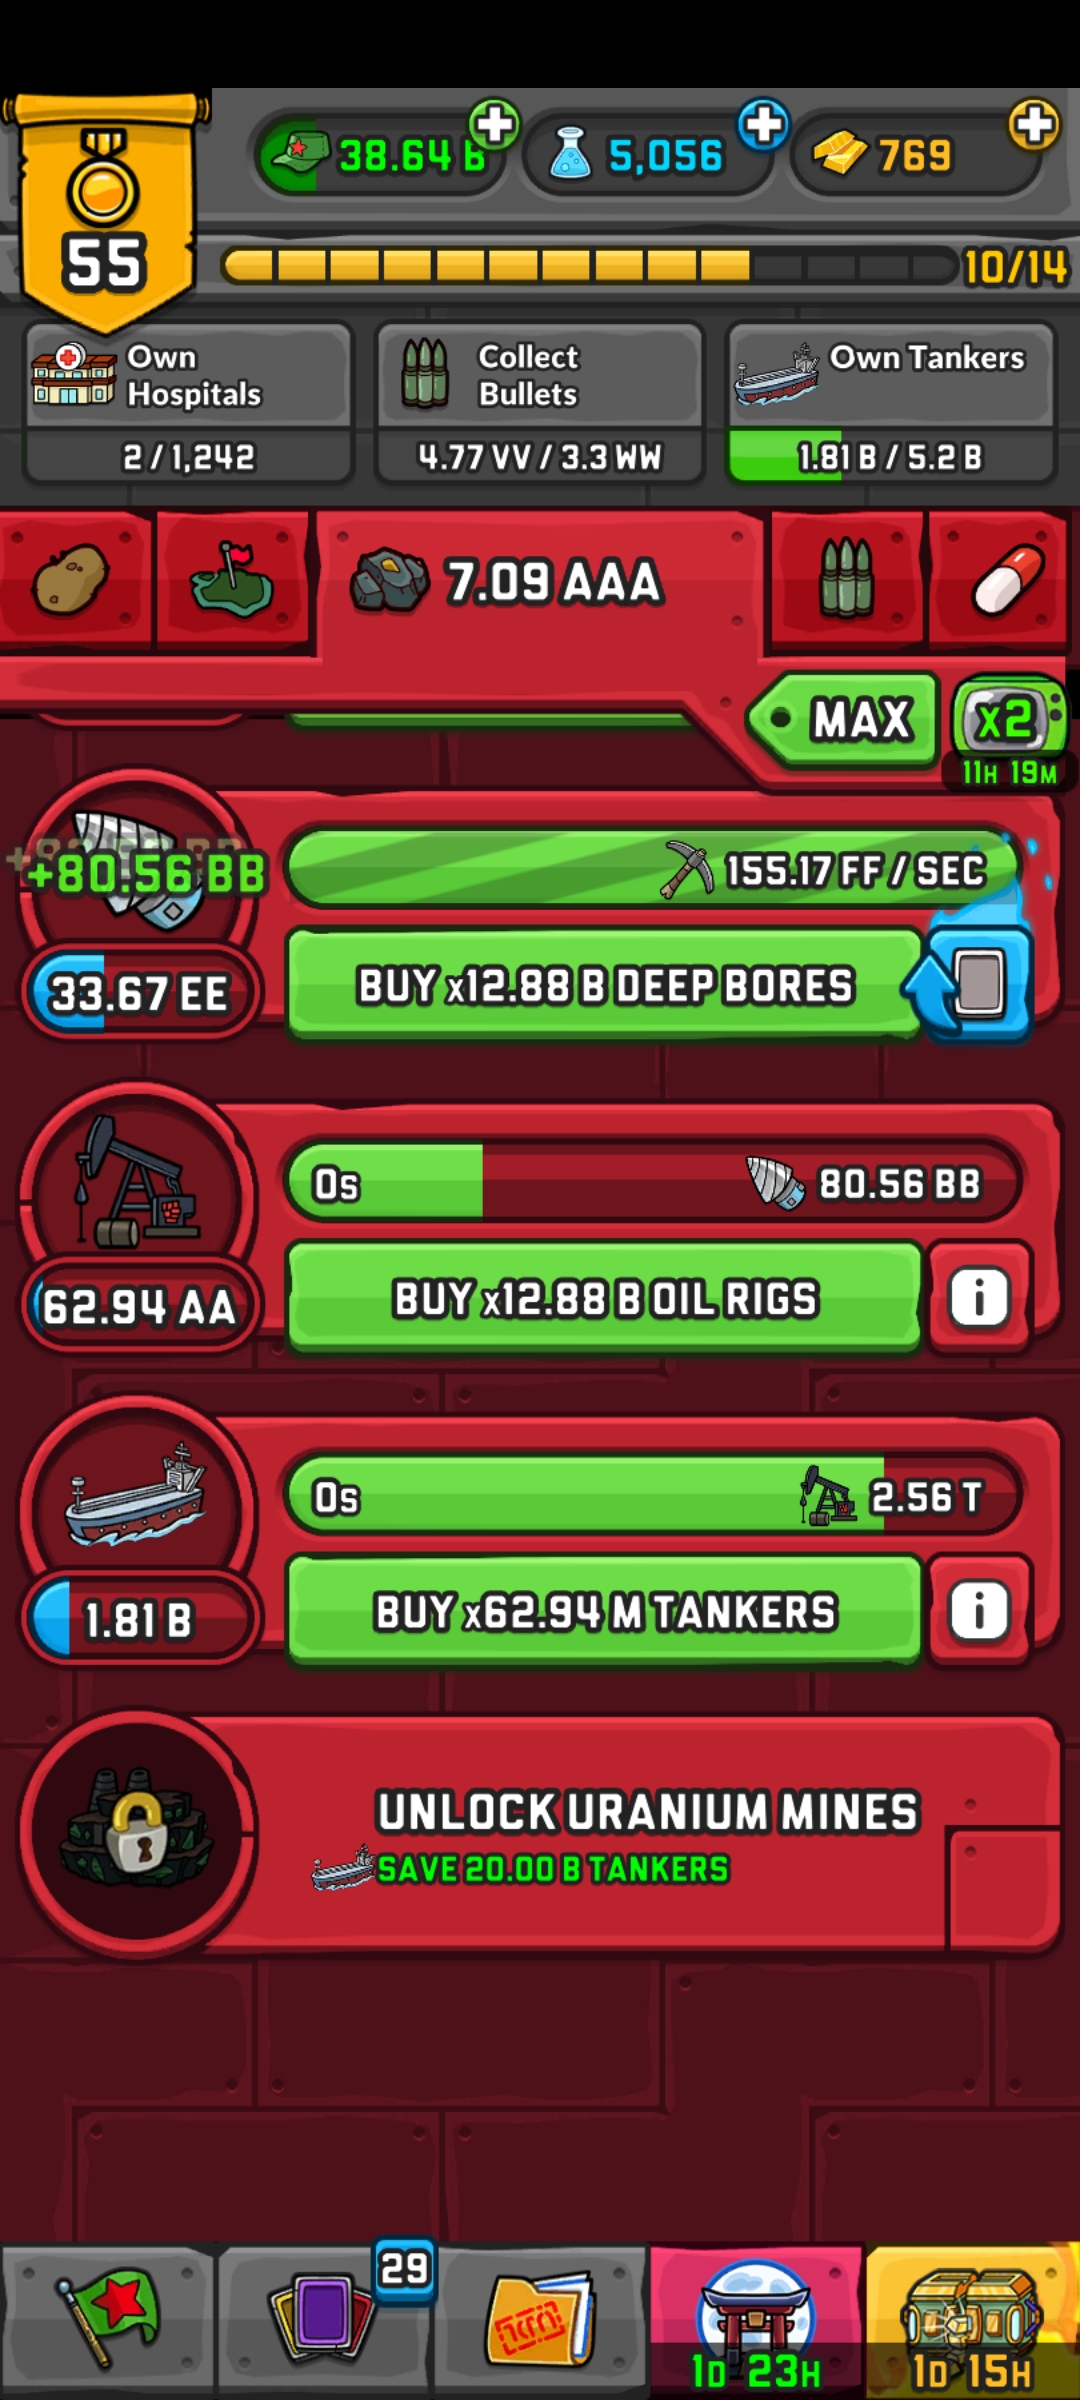 38.64 B
5,056
769
55
10/14
Own
Hospitals
2 / 1,242
Collect
Bullets
4.77 VV / 3.3 WW
Own Tankers
1.81 B / 5.2 B
7.09 AAA
MAX
x2
11H 19M
+80.56 BB
155.17 FF / SEC
33.67 EE
BUY x12.88 B DEEP BORES
0s
80.56 BB
62.94 AA
BUY x12.88 B OIL RIGS
i
0s
2.56 T
1.81 B
BUY x62.94 M TANKERS
i
UNLOCK URANIUM MINES
SAVE 20.00 B TANKERS
29
1D 23H
1D 15H